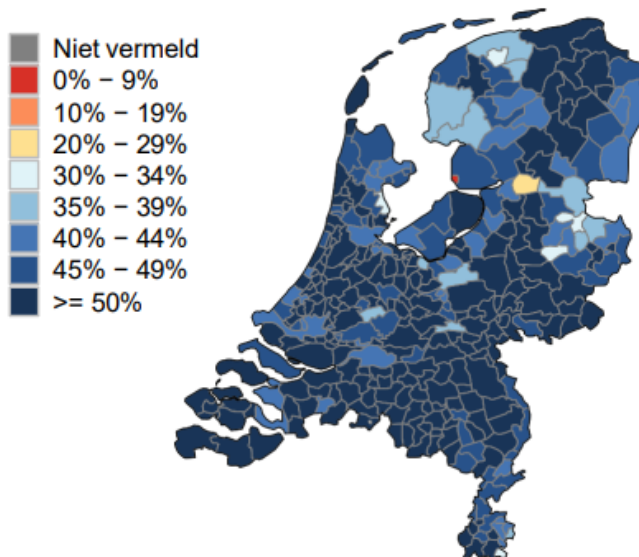 Niet vermeld
0% – 9%
10% – 19%
20% – 29%
30% – 34%
35% – 39%
40% – 44%
45% – 49%
>= 50%